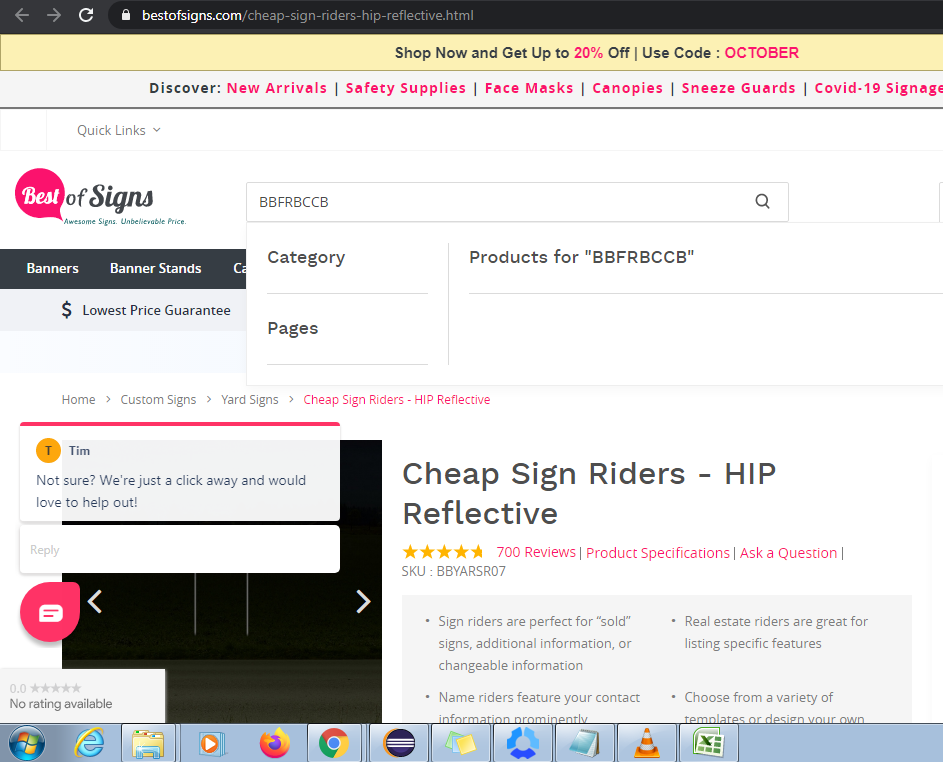 bestofsigns.com/cheap-sign-riders-hip-reflective.html
Shop Now and Get Up to 20% Off | Use Code : OCTOBER
Discover: New Arrivals | Safety Supplies | Face Masks | Canopies | Sneeze Guards | Covid-19 Signage
Quick Links
Best of Signs
Awesome Signs. Unbelievable Price.
BBFRBCCB
Category
Products for "BBFRBCCB"
Banners Banner Stands Ca
$ Lowest Price Guarantee
Pages
Home > Custom Signs > Yard Signs > Cheap Sign Riders - HIP Reflective
T Tim
Not sure? We're just a click away and would
love to help out!
Reply
Cheap Sign Riders - HIP
Reflective
700 Reviews | Product Specifications | Ask a Question |
SKU : BBYARSR07
• Sign riders are perfect for “sold”
signs, additional information, or
changeable information
• Real estate riders are great for
listing specific features
• Name riders feature your contact
information prominently
• Choose from a variety of
templates or design your own
0.0 ★★★★★
No rating available